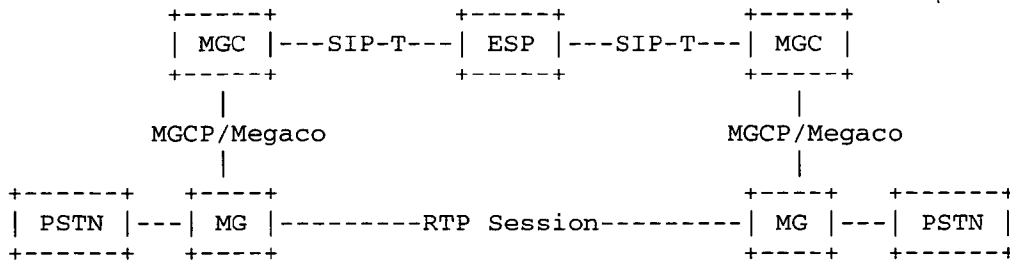 +-----+ +-----+ +-----+
| MGC |---SIP-T---| ESP |---SIP-T---| MGC |
+-----+ +-----+ +-----+
| |
MGCP/Megaco MGCP/Megaco
| |
+------+ +----+ +----+ +------+
| PSTN |---| MG |--------RTP Session--------| MG |---| PSTN |
+------+ +----+ +----+ +------+